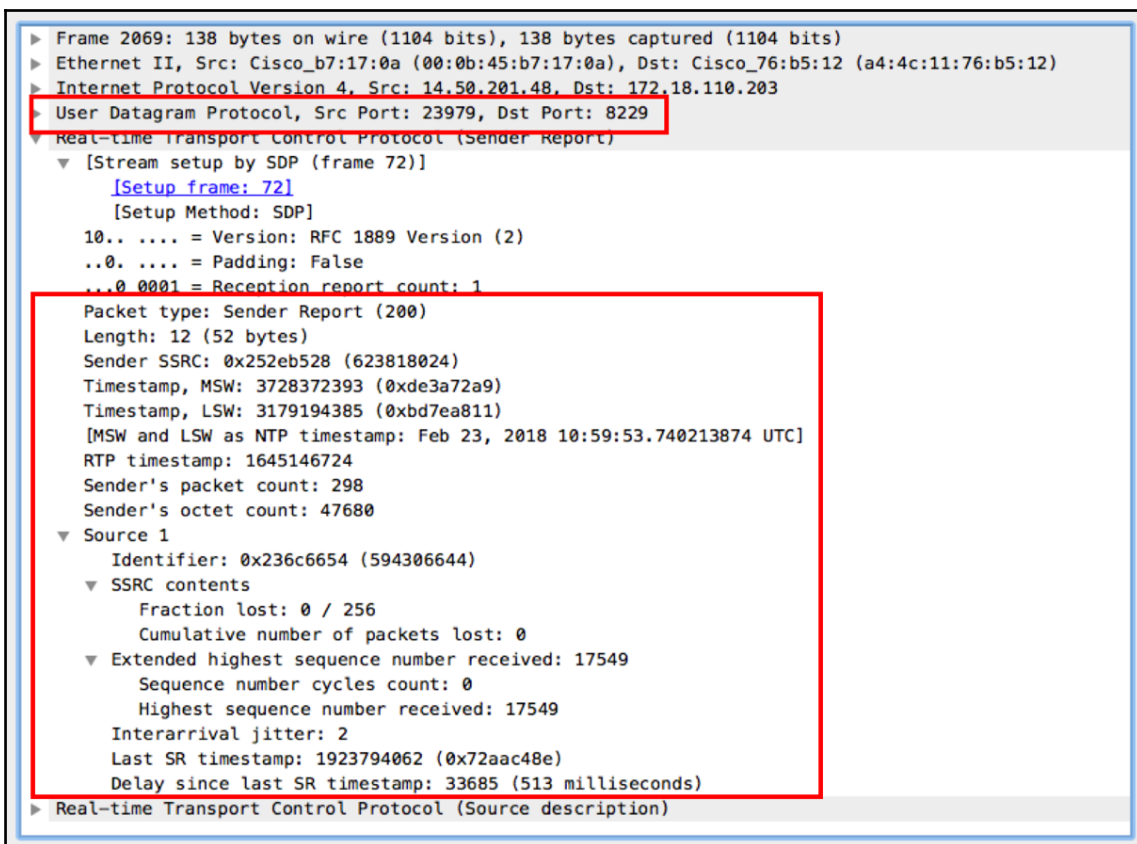 Frame 2069: 138 bytes on wire (1104 bits), 138 bytes captured (1104 bits)
Ethernet II, Src: Cisco_b7:17:0a (00:0b:45:b7:17:0a), Dst: Cisco_76:b5:12 (a4:4c:11:76:b5:12)
Internet Protocol Version 4, Src: 14.50.201.48, Dst: 172.18.110.203
User Datagram Protocol, Src Port: 23979, Dst Port: 8229
Real-time Transport Control Protocol (Sender Report)
[Stream setup by SDP (frame 72)]
[Setup frame: 72]
[Setup Method: SDP]
10.. .... = Version: RFC 1889 Version (2)
..0. .... = Padding: False
...0 0001 = Reception report count: 1
Packet type: Sender Report (200)
Length: 12 (52 bytes)
Sender SSRC: 0x252eb528 (623818024)
Timestamp, MSW: 3728372393 (0xde3a72a9)
Timestamp, LSW: 3179194385 (0xbd7ea811)
[MSW and LSW as NTP timestamp: Feb 23, 2018 10:59:53.740213874 UTC]
RTP timestamp: 1645146724
Sender's packet count: 298
Sender's octet count: 47680
Source 1
Identifier: 0x236c6654 (594306644)
SSRC contents
Fraction lost: 0 / 256
Cumulative number of packets lost: 0
Extended highest sequence number received: 17549
Sequence number cycles count: 0
Highest sequence number received: 17549
Interarrival jitter: 2
Last SR timestamp: 1923794062 (0x72aac48e)
Delay since last SR timestamp: 33685 (513 milliseconds)
Real-time Transport Control Protocol (Source description)